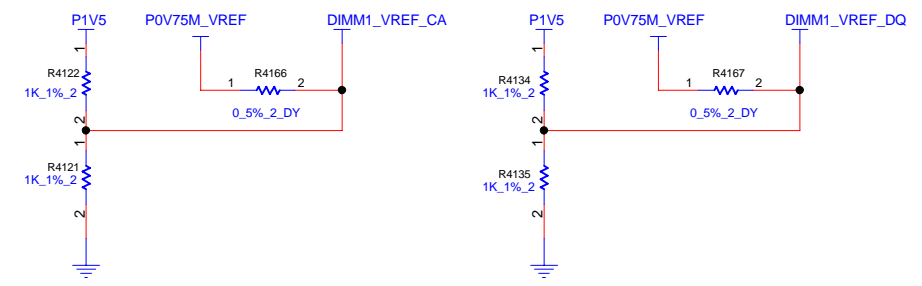 P1V5 P0V75M_VREF DIMM1_VREF_CA
1
R4122
1K_1%_2
2
1 R4166 2
0_5%_2_DY
1
R4121
1K_1%_2
2
P1V5 P0V75M_VREF DIMM1_VREF_DQ
1
R4134
1K_1%_2
2
1 R4167 2
0_5%_2_DY
1
R4135
1K_1%_2
2